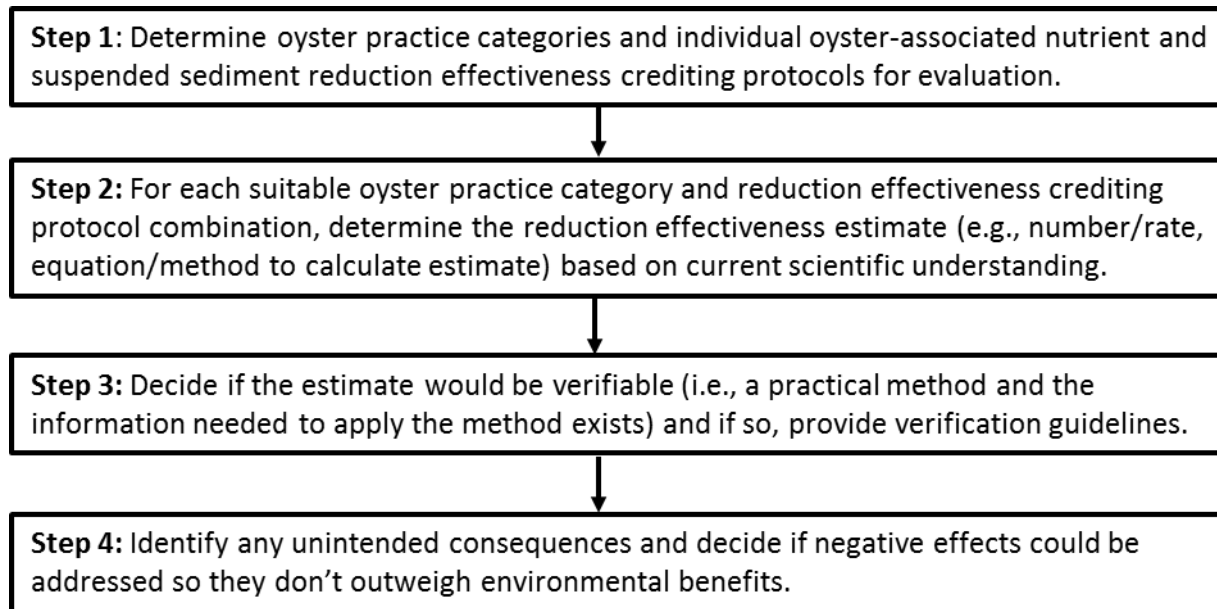 Step 1: Determine oyster practice categories and individual oyster-associated nutrient and
suspended sediment reduction effectiveness crediting protocols for evaluation.
Step 2: For each suitable oyster practice category and reduction effectiveness crediting
protocol combination, determine the reduction effectiveness estimate (e.g., number/rate,
equation/method to calculate estimate) based on current scientific understanding.
Step 3: Decide if the estimate would be verifiable (i.e., a practical method and the
information needed to apply the method exists) and if so, provide verification guidelines.
Step 4: Identify any unintended consequences and decide if negative effects could be
addressed so they don’t outweigh environmental benefits.